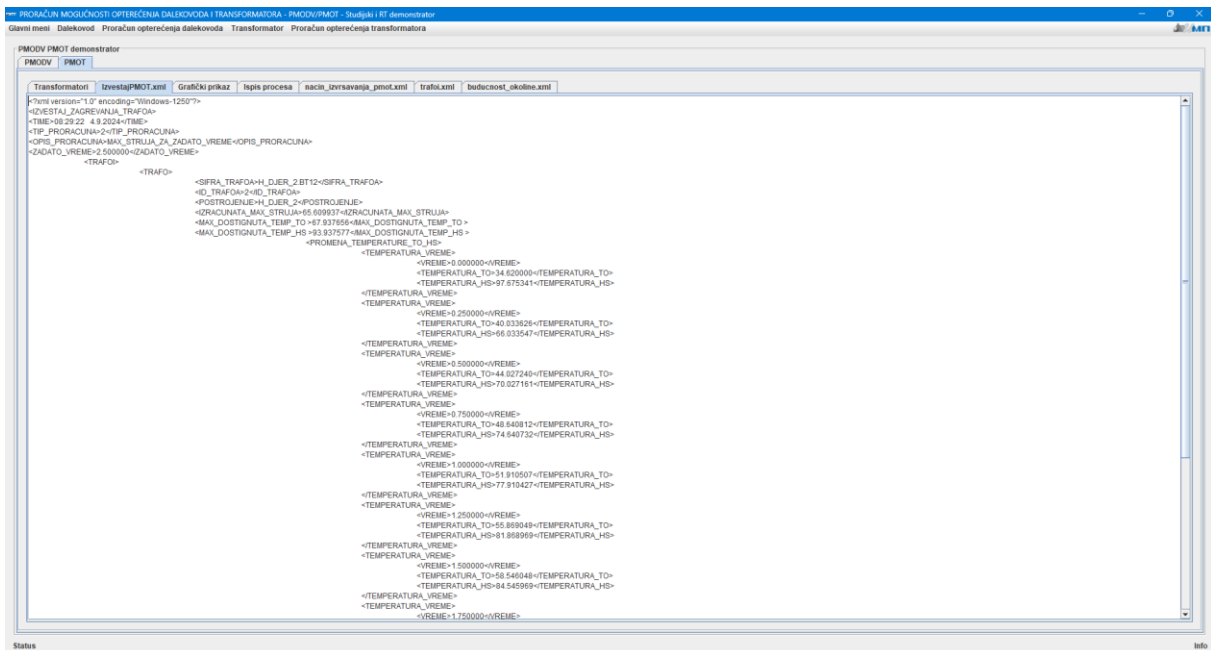 PRORAČUN MOGUĆNOSTI OPTEREĆENJA DALEKOVODA I TRANSFORMATORA - PMODV/PMOT - Studijski i RT demonstrator
Glavni meni Dalekovod Proračun opterećenja dalekovoda Transformator Proračun opterećenja transformatora
PMODV PMOT demonstrator
PMODV PMOT
Transformatori IzvestajPMOT.xml Grafički prikaz Ispis procesa nacin_izvrsavanja_pmot.xml trafoi.xml buducnost_okoline.xml
<?xml version="1.0" encoding="Windows-1250"?>
<IZVESTAJ_ZAGREVANJA_TRAFOA>
<TIME>08:29:22 4.9.2024</TIME>
<TIP_PRORACUNA>2</TIP_PRORACUNA>
<OPIS_PRORACUNA>MAX_STRUJA_ZA_ZADATO_VREME</OPIS_PRORACUNA>
<ZADATO_VREME>2.500000</ZADATO_VREME>
<TRAFOI>
<TRAFO>
<SIFRA_TRAFOA>H_DJER_2.BT12</SIFRA_TRAFOA>
<ID_TRAFOA>2</ID_TRAFOA>
<POSTROJENJE>H_DJER_2</POSTROJENJE>
<IZRACUNATA_MAX_STRUJA>65.609937</IZRACUNATA_MAX_STRUJA>
<MAX_DOSTIGNUTA_TEMP_TO >67.937656</MAX_DOSTIGNUTA_TEMP_TO >
<MAX_DOSTIGNUTA_TEMP_HS >93.937577</MAX_DOSTIGNUTA_TEMP_HS >
<PROMENA_TEMPERATURE_TO_HS>
<TEMPERATURA_VREME>
<VREME>0.000000</VREME>
<TEMPERATURA_TO>34.620000</TEMPERATURA_TO>
<TEMPERATURA_HS>97.675341</TEMPERATURA_HS>
</TEMPERATURA_VREME>
<TEMPERATURA_VREME>
<VREME>0.250000</VREME>
<TEMPERATURA_TO>40.033626</TEMPERATURA_TO>
<TEMPERATURA_HS>66.033547</TEMPERATURA_HS>
</TEMPERATURA_VREME>
<TEMPERATURA_VREME>
<VREME>0.500000</VREME>
<TEMPERATURA_TO>44.027240</TEMPERATURA_TO>
<TEMPERATURA_HS>70.027161</TEMPERATURA_HS>
</TEMPERATURA_VREME>
<TEMPERATURA_VREME>
<VREME>0.750000</VREME>
<TEMPERATURA_TO>48.640812</TEMPERATURA_TO>
<TEMPERATURA_HS>74.640732</TEMPERATURA_HS>
</TEMPERATURA_VREME>
<TEMPERATURA_VREME>
<VREME>1.000000</VREME>
<TEMPERATURA_TO>51.910507</TEMPERATURA_TO>
<TEMPERATURA_HS>77.910427</TEMPERATURA_HS>
</TEMPERATURA_VREME>
<TEMPERATURA_VREME>
<VREME>1.250000</VREME>
<TEMPERATURA_TO>55.869049</TEMPERATURA_TO>
<TEMPERATURA_HS>81.868969</TEMPERATURA_HS>
</TEMPERATURA_VREME>
<TEMPERATURA_VREME>
<VREME>1.500000</VREME>
<TEMPERATURA_TO>58.546048</TEMPERATURA_TO>
<TEMPERATURA_HS>84.545969</TEMPERATURA_HS>
</TEMPERATURA_VREME>
<TEMPERATURA_VREME>
<VREME>1.750000</VREME>
Status Info